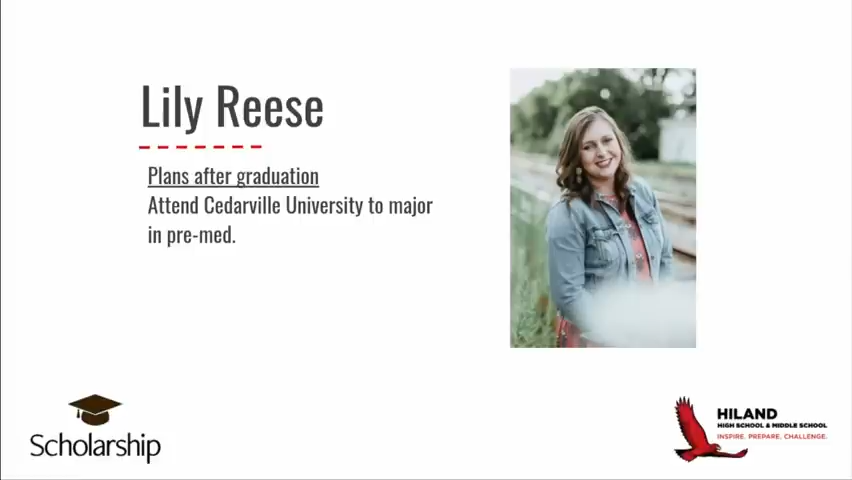 Lily Reese
Plans after graduation
Attend Cedarville University to major
in pre-med.
Scholarship
HILAND
HIGH SCHOOL & MIDDLE SCHOOL
INSPIRE. PREPARE. CHALLENGE.